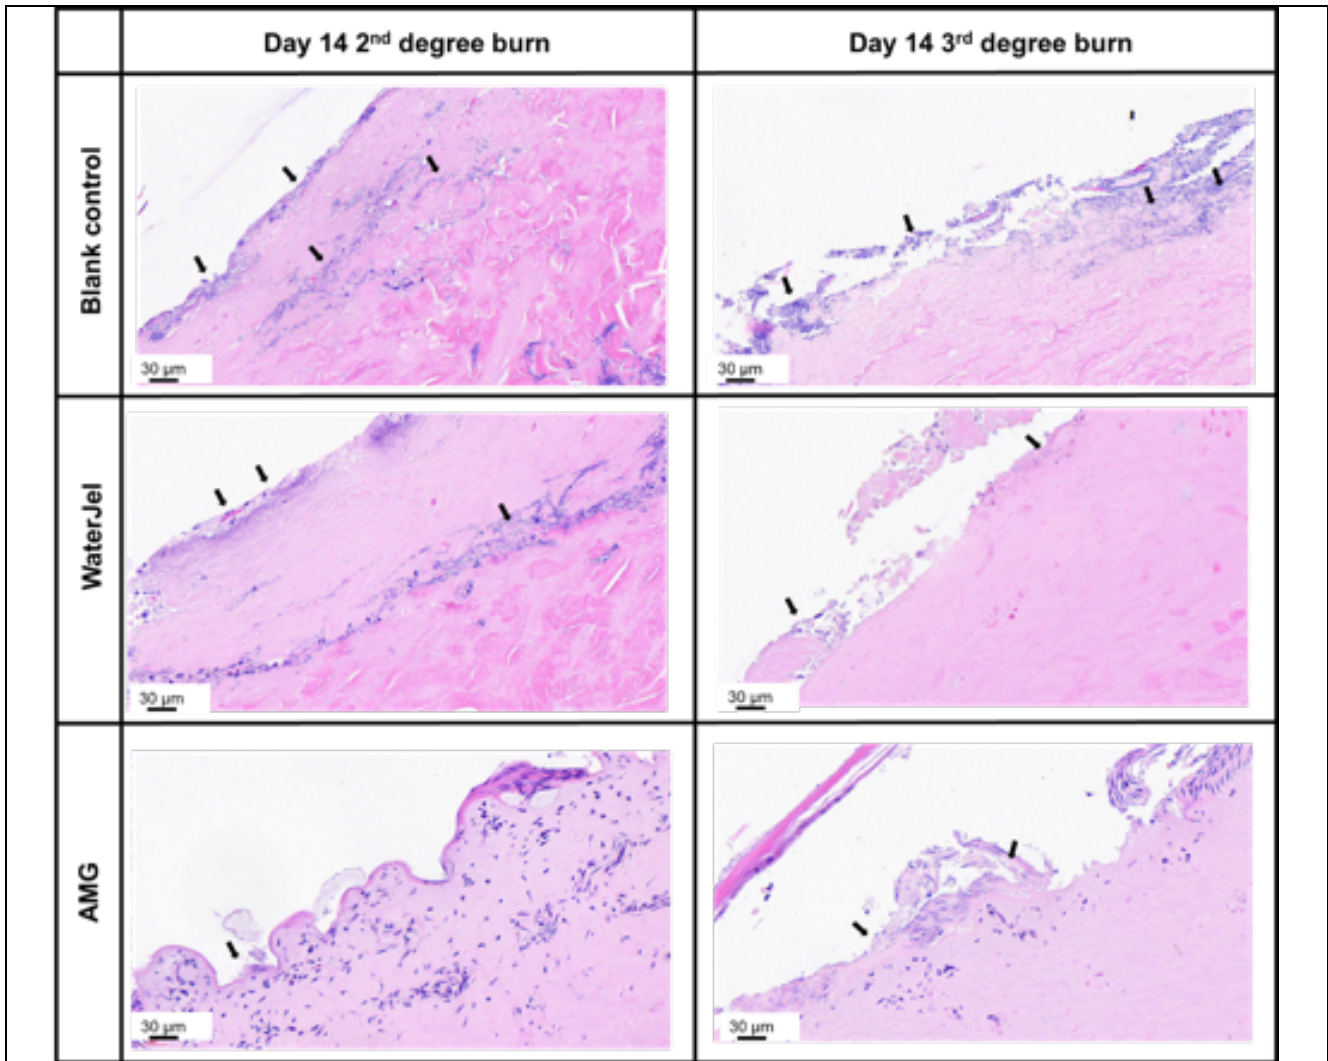 Day 14 2nd degree burn
Day 14 3rd degree burn
Blank control
30 µm
30 µm
WaterJel
30 µm
30 µm
AMG
30 µm
30 µm